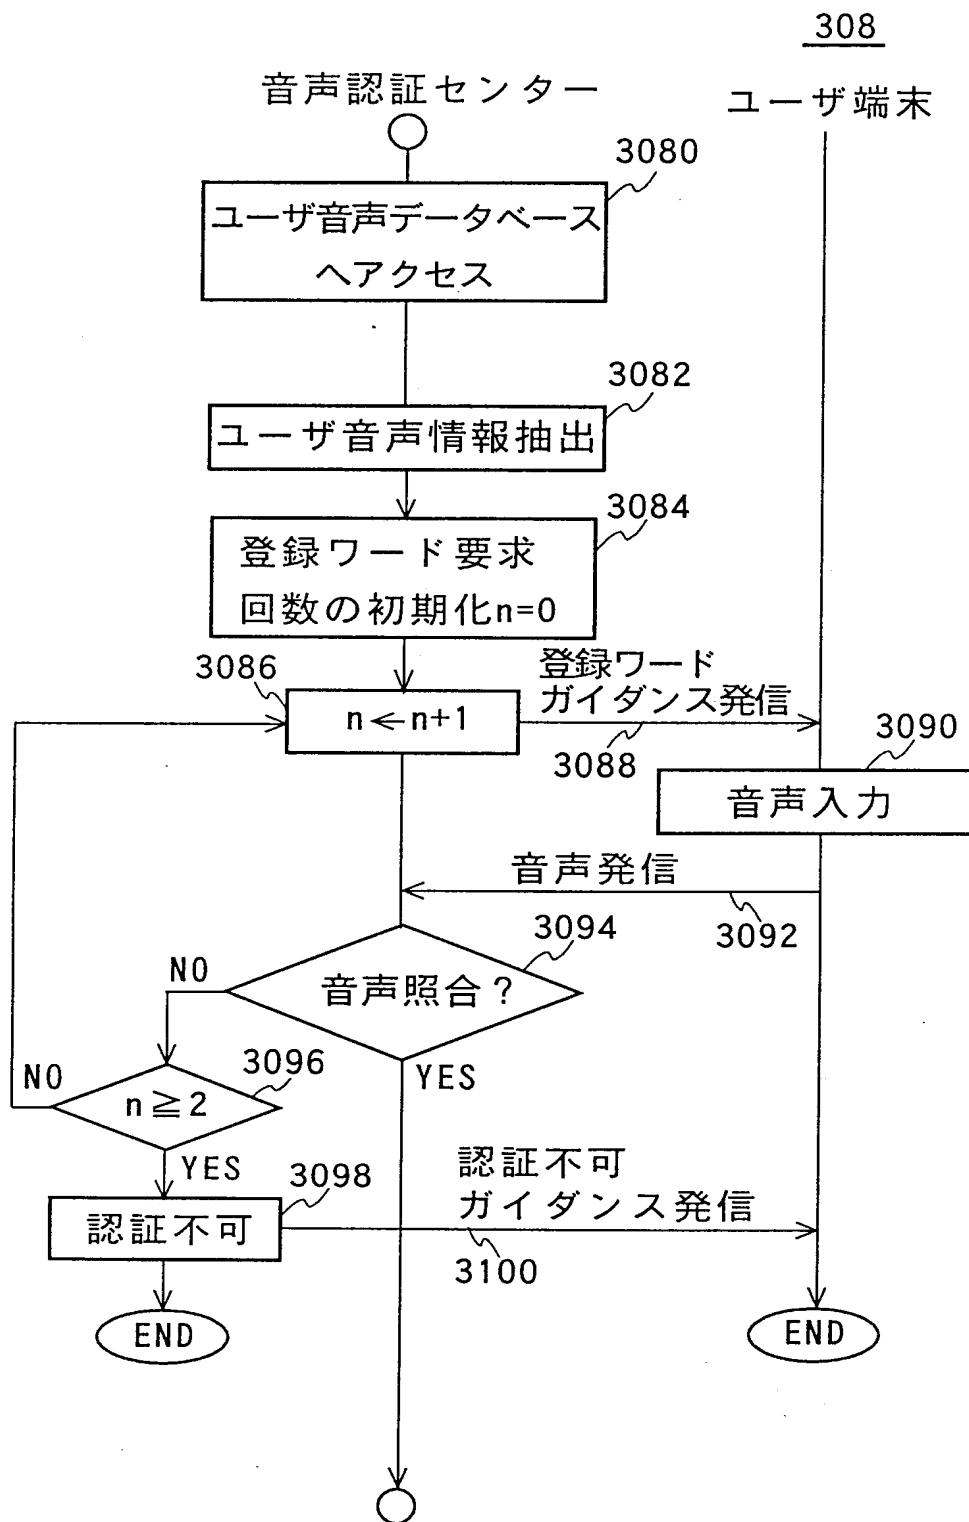 308
音声認証センター
ユーザ端末
3080
ユーザ音声データベース
へアクセス
3082
ユーザ音声情報抽出
3084
登録ワード要求
回数の初期化n=0
3086
n←n+1
登録ワード
ガイダンス発信
3088
3090
音声入力
音声発信
3092
3094
音声照合?
NO
YES
3096
n≧2
NO
YES
3098
認証不可
認証不可
ガイダンス発信
3100
END
END